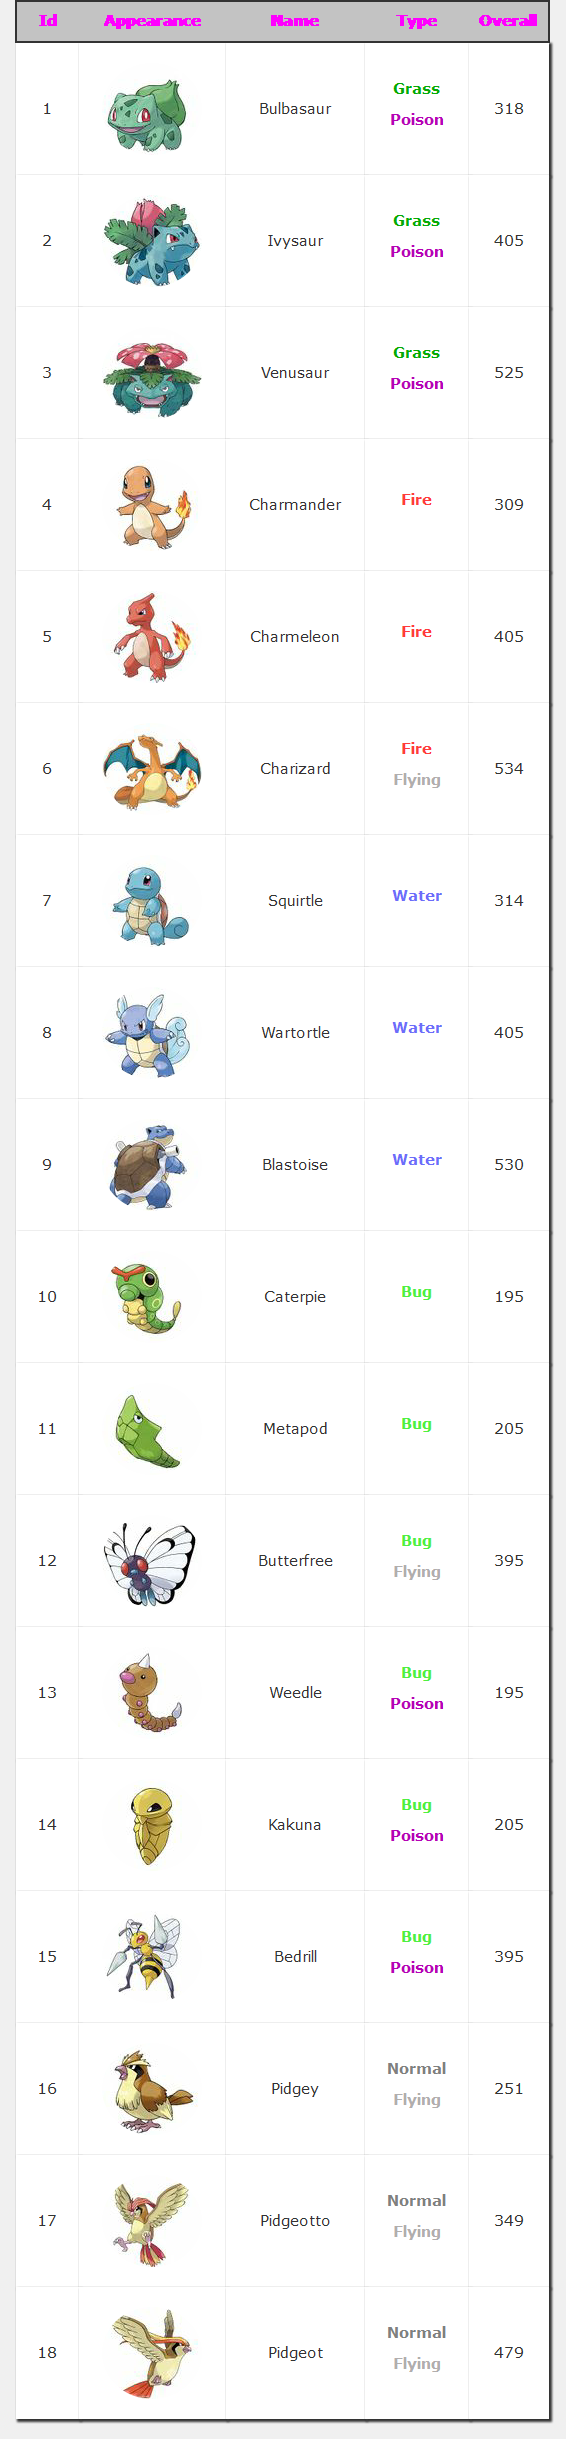 Id Appearance Name Type Overall
1 Bulbasaur Grass 318
Poison
2 Ivysaur Grass 405
Poison
3 Venusaur Grass 525
Poison
4 Charmander Fire 309
5 Charmeleon Fire 405
6 Charizard Fire 534
Flying
7 Squirtle Water 314
8 Wartortle Water 405
9 Blastoise Water 530
10 Caterpie Bug 195
11 Metapod Bug 205
12 Butterfree Bug 395
Flying
13 Weedle Bug 195
Poison
14 Kakuna Bug 205
Poison
15 Bedrill Bug 395
Poison
16 Pidgey Normal 251
Flying
17 Pidgeotto Normal 349
Flying
18 Pidgeot Normal 479
Flying